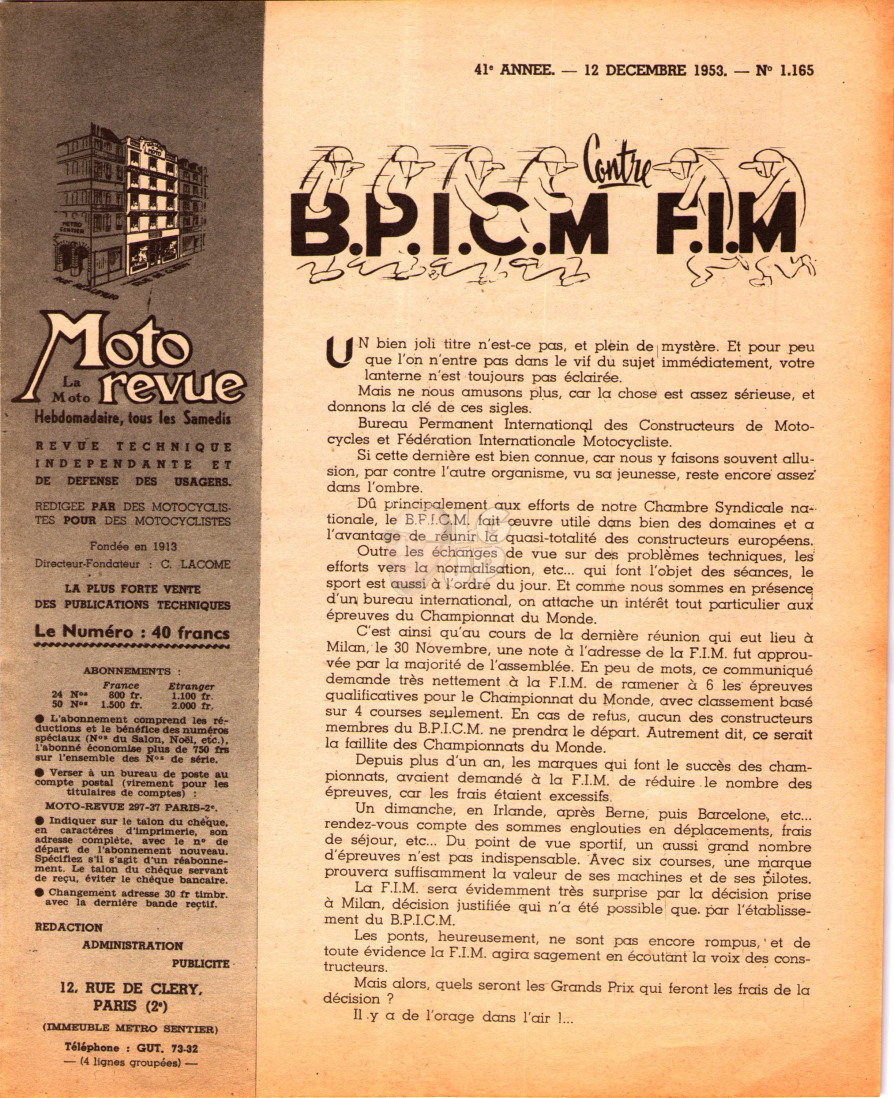 41e ANNEE. — 12 DECEMBRE 1953. — No 1.165
Contre
B.P.I.C.M F.I.M
METRO
SENTIER
Moto
La
Moto revue
Hebdomadaire, tous les Samedis
REVUE TECHNIQUE
INDEPENDANTE ET
DE DEFENSE DES USAGERS.
REDIGEE PAR DES MOTOCYCLIS-
TES POUR DES MOTOCYCLISTES
Fondée en 1913
Directeur-Fondateur : C. LACOME
LA PLUS FORTE VENTE
DES PUBLICATIONS TECHNIQUES
Le Numéro : 40 francs
ABONNEMENTS :
France Etranger
24 Nos 800 fr. 1.100 fr.
50 Nos 1.500 fr. 2.000 fr.
● L'abonnement comprend les ré-
ductions et le bénéfice des numéros
spéciaux (Nos du Salon, Noël, etc.),
l'abonné économise plus de 750 frs
sur l'ensemble des Nos de série.
● Verser à un bureau de poste au
compte postal (virement pour les
titulaires de comptes) :
MOTO-REVUE 297-37 PARIS-2e.
● Indiquer sur le talon du chèque,
en caractères d'imprimerie, son
adresse complète, avec le no de
départ de l'abonnement nouveau.
Spécifiez s'il s'agit d'un réabonne-
ment. Le talon du chèque servant
de reçu, éviter le chèque bancaire.
● Changement adresse 30 fr timbr.
avec la dernière bande reçtif.
REDACTION
ADMINISTRATION
PUBLICITE
12, RUE DE CLERY,
PARIS (2e)
(IMMEUBLE METRO SENTIER)
Téléphone : GUT. 73-32
— (4 lignes groupées) —
UN bien joli titre n'est-ce pas, et plein de mystère. Et pour peu
que l'on n'entre pas dans le vif du sujet immédiatement, votre
lanterne n'est toujours pas éclairée.
Mais ne nous amusons plus, car la chose est assez sérieuse, et
donnons la clé de ces sigles.
Bureau Permanent International des Constructeurs de Moto-
cycles et Fédération Internationale Motocycliste.
Si cette dernière est bien connue, car nous y faisons souvent allu-
sion, par contre l'autre organisme, vu sa jeunesse, reste encore assez
dans l'ombre.
Dû principalement aux efforts de notre Chambre Syndicale na-
tionale, le B.P.I.C.M. fait œuvre utile dans bien des domaines et a
l'avantage de réunir la quasi-totalité des constructeurs européens.
Outre les échanges de vue sur des problèmes techniques, les
efforts vers la normalisation, etc... qui font l'objet des séances, le
sport est aussi à l'ordre du jour. Et comme nous sommes en présence
d'un bureau international, on attache un intérêt tout particulier aux
épreuves du Championnat du Monde.
C'est ainsi qu'au cours de la dernière réunion qui eut lieu à
Milan, le 30 Novembre, une note à l'adresse de la F.I.M. fut approu-
vée par la majorité de l'assemblée. En peu de mots, ce communiqué
demande très nettement à la F.I.M. de ramener à 6 les épreuves
qualificatives pour le Championnat du Monde, avec classement basé
sur 4 courses seulement. En cas de refus, aucun des constructeurs
membres du B.P.I.C.M. ne prendra le départ. Autrement dit, ce serait
la faillite des Championnats du Monde.
Depuis plus d'un an, les marques qui font le succès des cham-
pionnats, avaient demandé à la F.I.M. de réduire le nombre des
épreuves, car les frais étaient excessifs.
Un dimanche, en Irlande, après Berne, puis Barcelone, etc...
rendez-vous compte des sommes englouties en déplacements, frais
de séjour, etc... Du point de vue sportif, un aussi grand nombre
d'épreuves n'est pas indispensable. Avec six courses, une marque
prouvera suffisamment la valeur de ses machines et de ses pilotes.
La F.I.M. sera évidemment très surprise par la décision prise
à Milan, décision justifiée qui n'a été possible que par l'établisse-
ment du B.P.I.C.M.
Les ponts, heureusement, ne sont pas encore rompus, et de
toute évidence la F.I.M. agira sagement en écoutant la voix des cons-
tructeurs.
Mais alors, quels seront les Grands Prix qui feront les frais de la
décision ?
Il y a de l'orage dans l'air !...